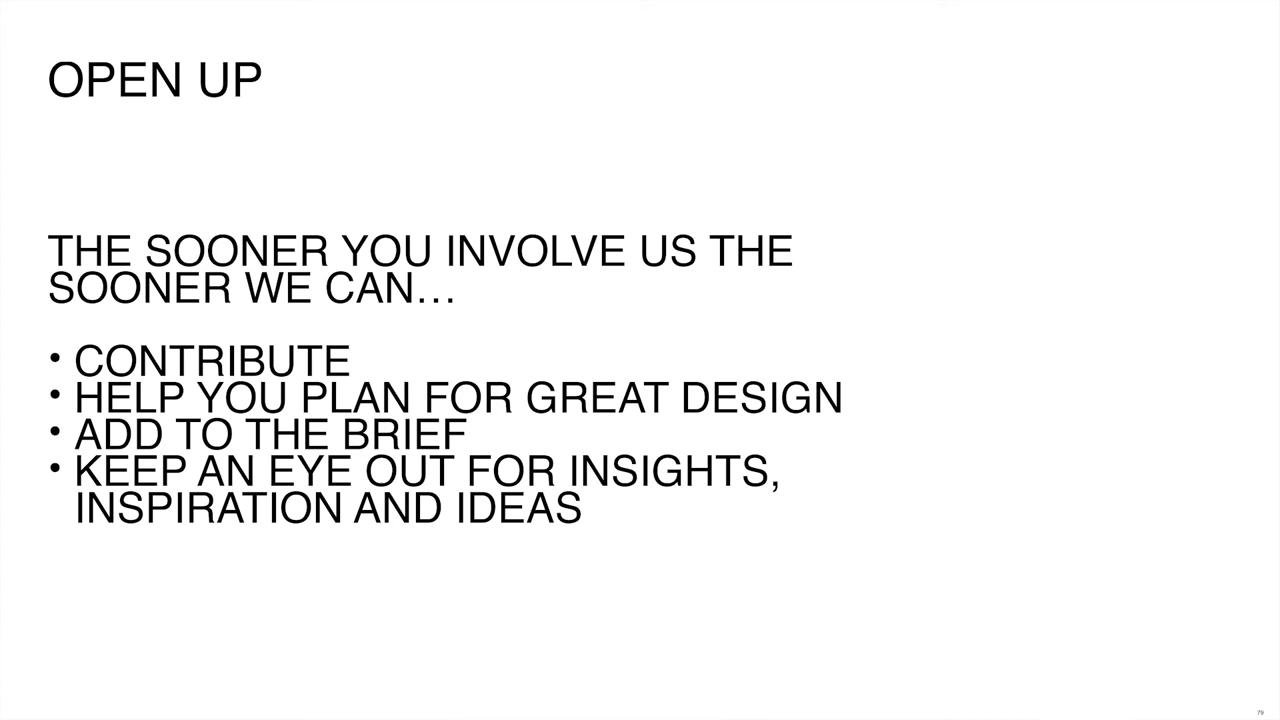 OPEN UP
THE SOONER YOU INVOLVE US THE
SOONER WE CAN…
• CONTRIBUTE
• HELP YOU PLAN FOR GREAT DESIGN
• ADD TO THE BRIEF
• KEEP AN EYE OUT FOR INSIGHTS,
INSPIRATION AND IDEAS
79